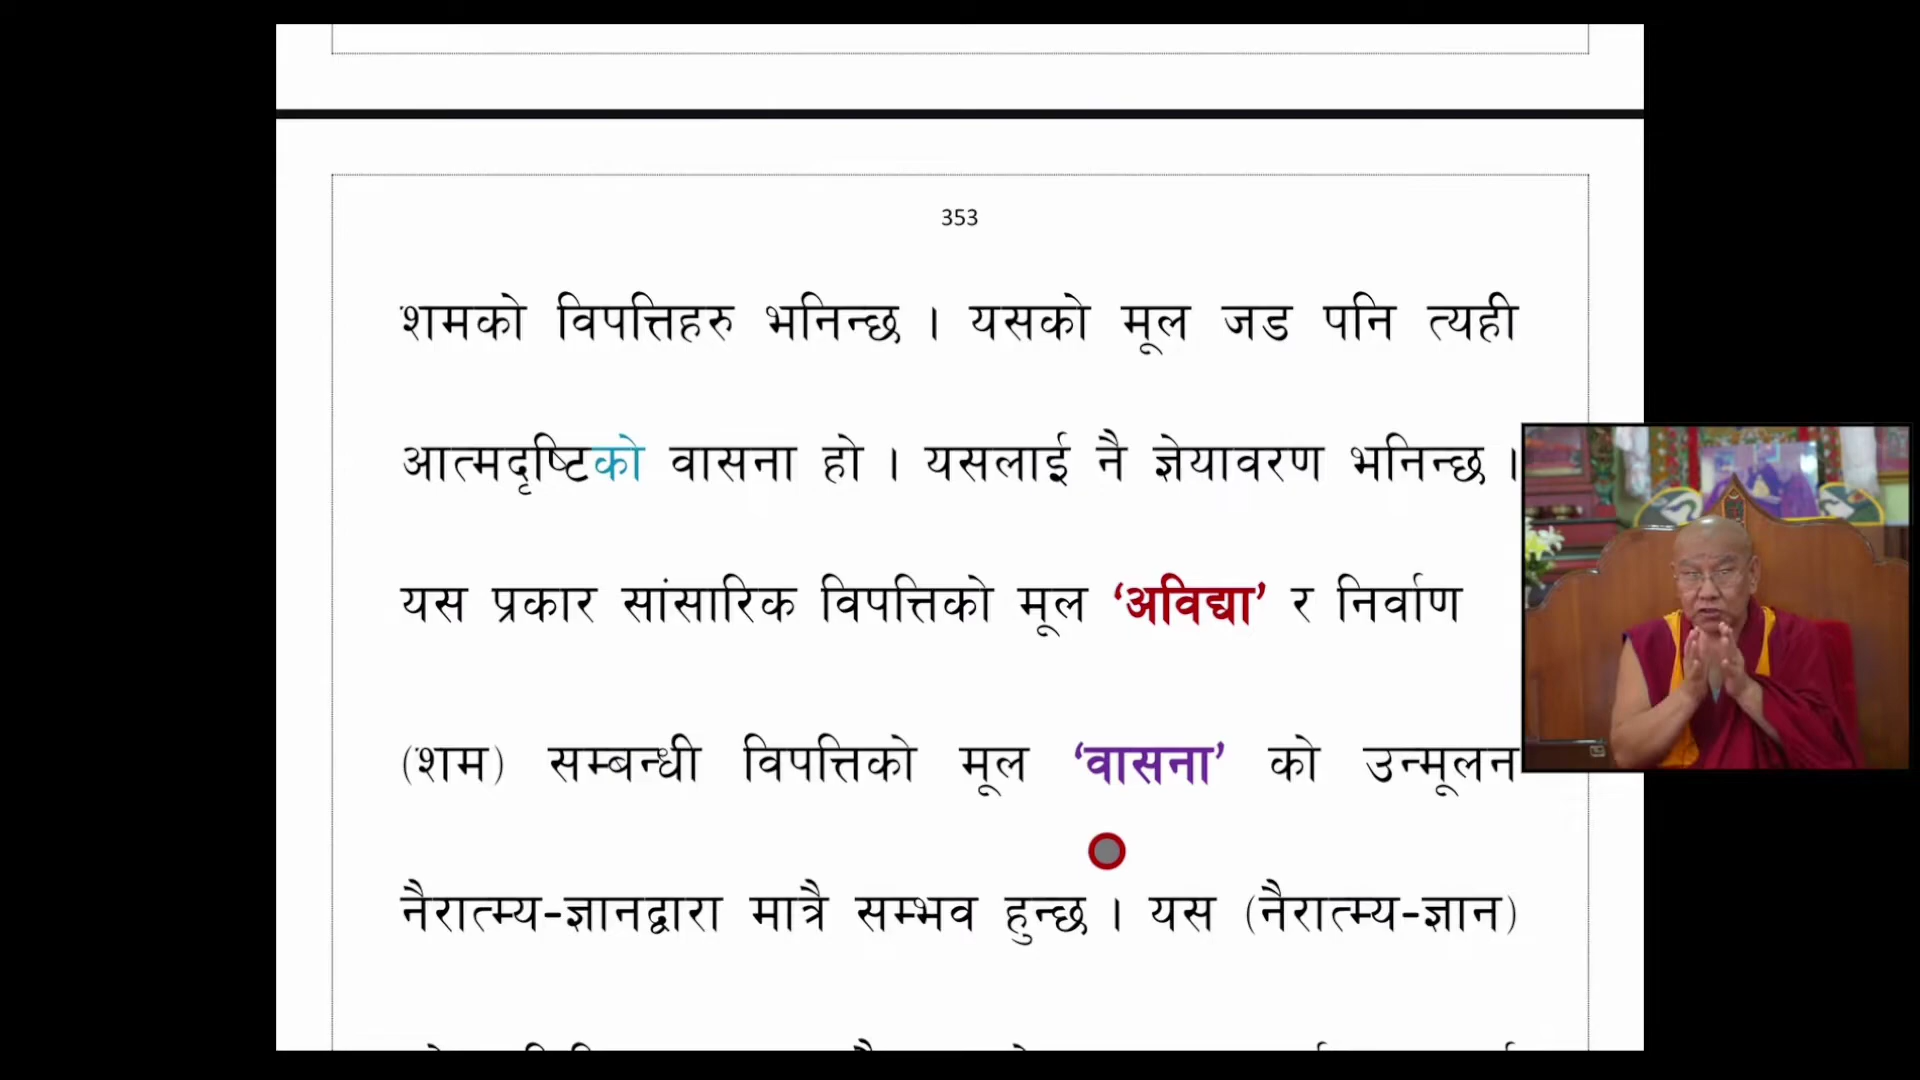 353
शमको विपत्तिहरु भनिन्छ । यसको मूल जड पनि त्यही
आत्मदृष्टिको वासना हो । यसलाई नै ज्ञेयावरण भनिन्छ ।
यस प्रकार सांसारिक विपत्तिको मूल ‘अविद्या’ र निर्वाण
(शम) सम्बन्धी विपत्तिको मूल ‘वासना’ को उन्मूलन
नैरात्म्य-ज्ञानद्वारा मात्रै सम्भव हुन्छ । यस (नैरात्म्य-ज्ञान)